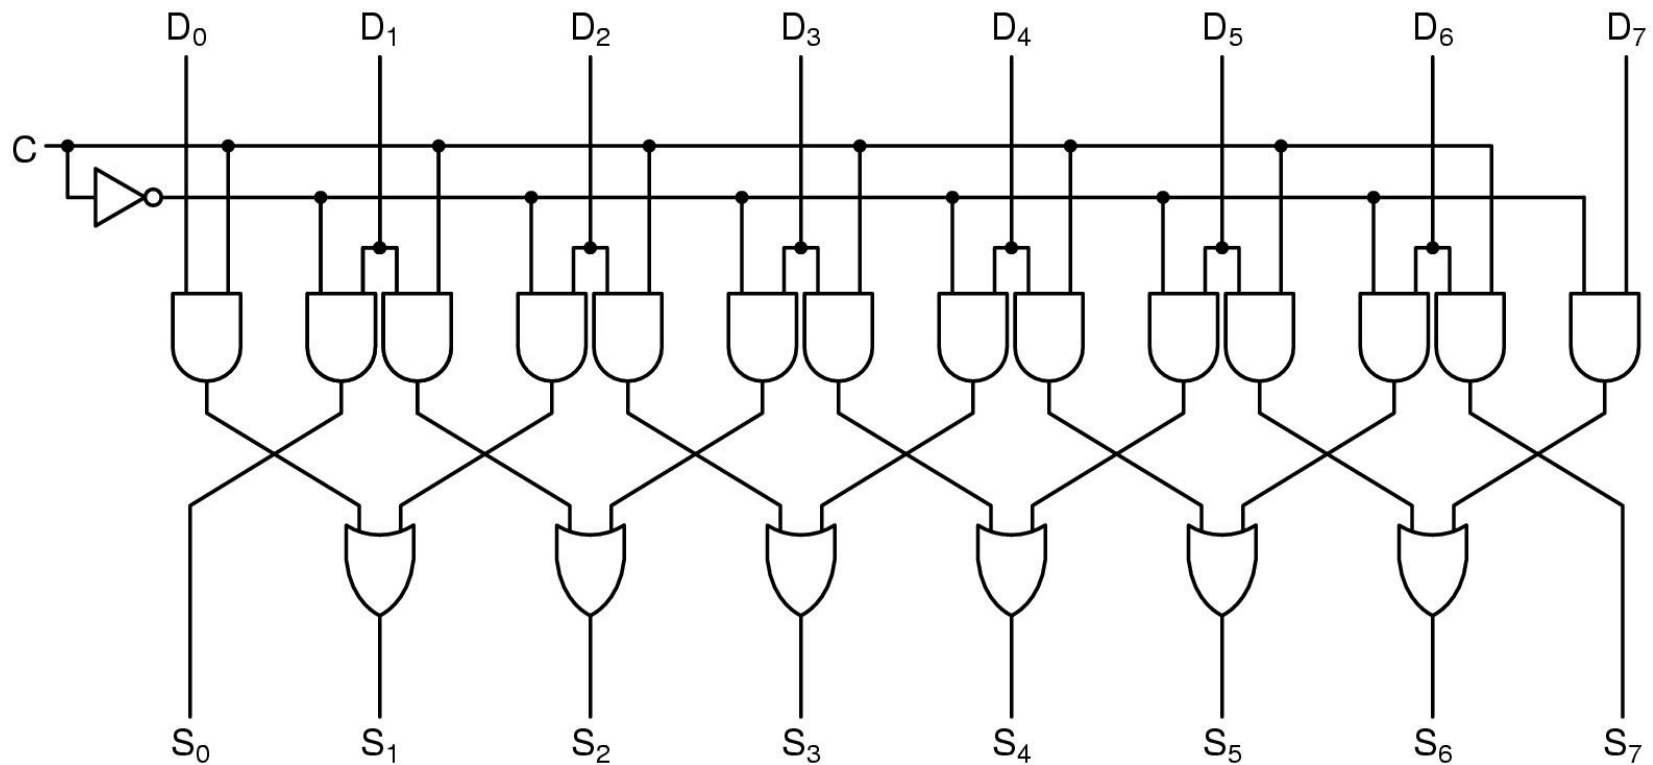 D₀ D₁ D₂ D₃ D₄ D₅ D₆ D₇
C
S₀ S₁ S₂ S₃ S₄ S₅ S₆ S₇